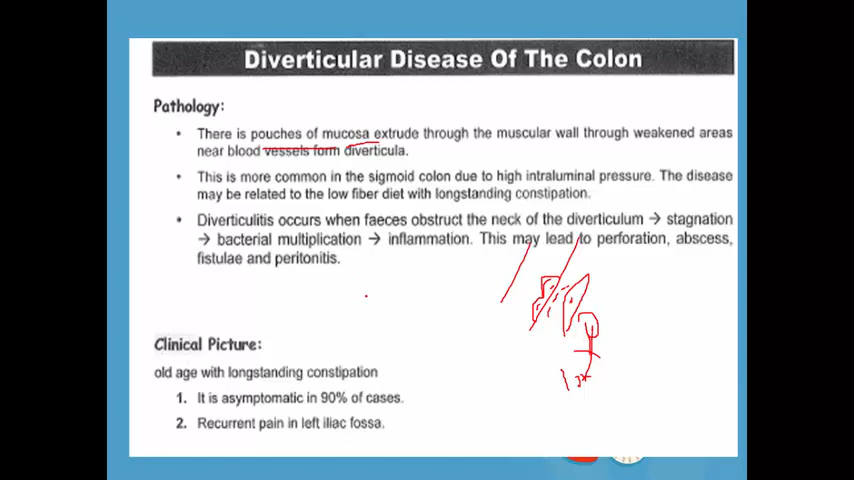 Diverticular Disease Of The Colon
Pathology:
• There is pouches of mucosa extrude through the muscular wall through weakened areas
near blood vessels form diverticula.
• This is more common in the sigmoid colon due to high intraluminal pressure. The disease
may be related to the low fiber diet with longstanding constipation.
• Diverticulitis occurs when faeces obstruct the neck of the diverticulum → stagnation
→ bacterial multiplication → inflammation. This may lead to perforation, abscess,
fistulae and peritonitis.
Clinical Picture:
old age with longstanding constipation
1. It is asymptomatic in 90% of cases.
2. Recurrent pain in left iliac fossa.